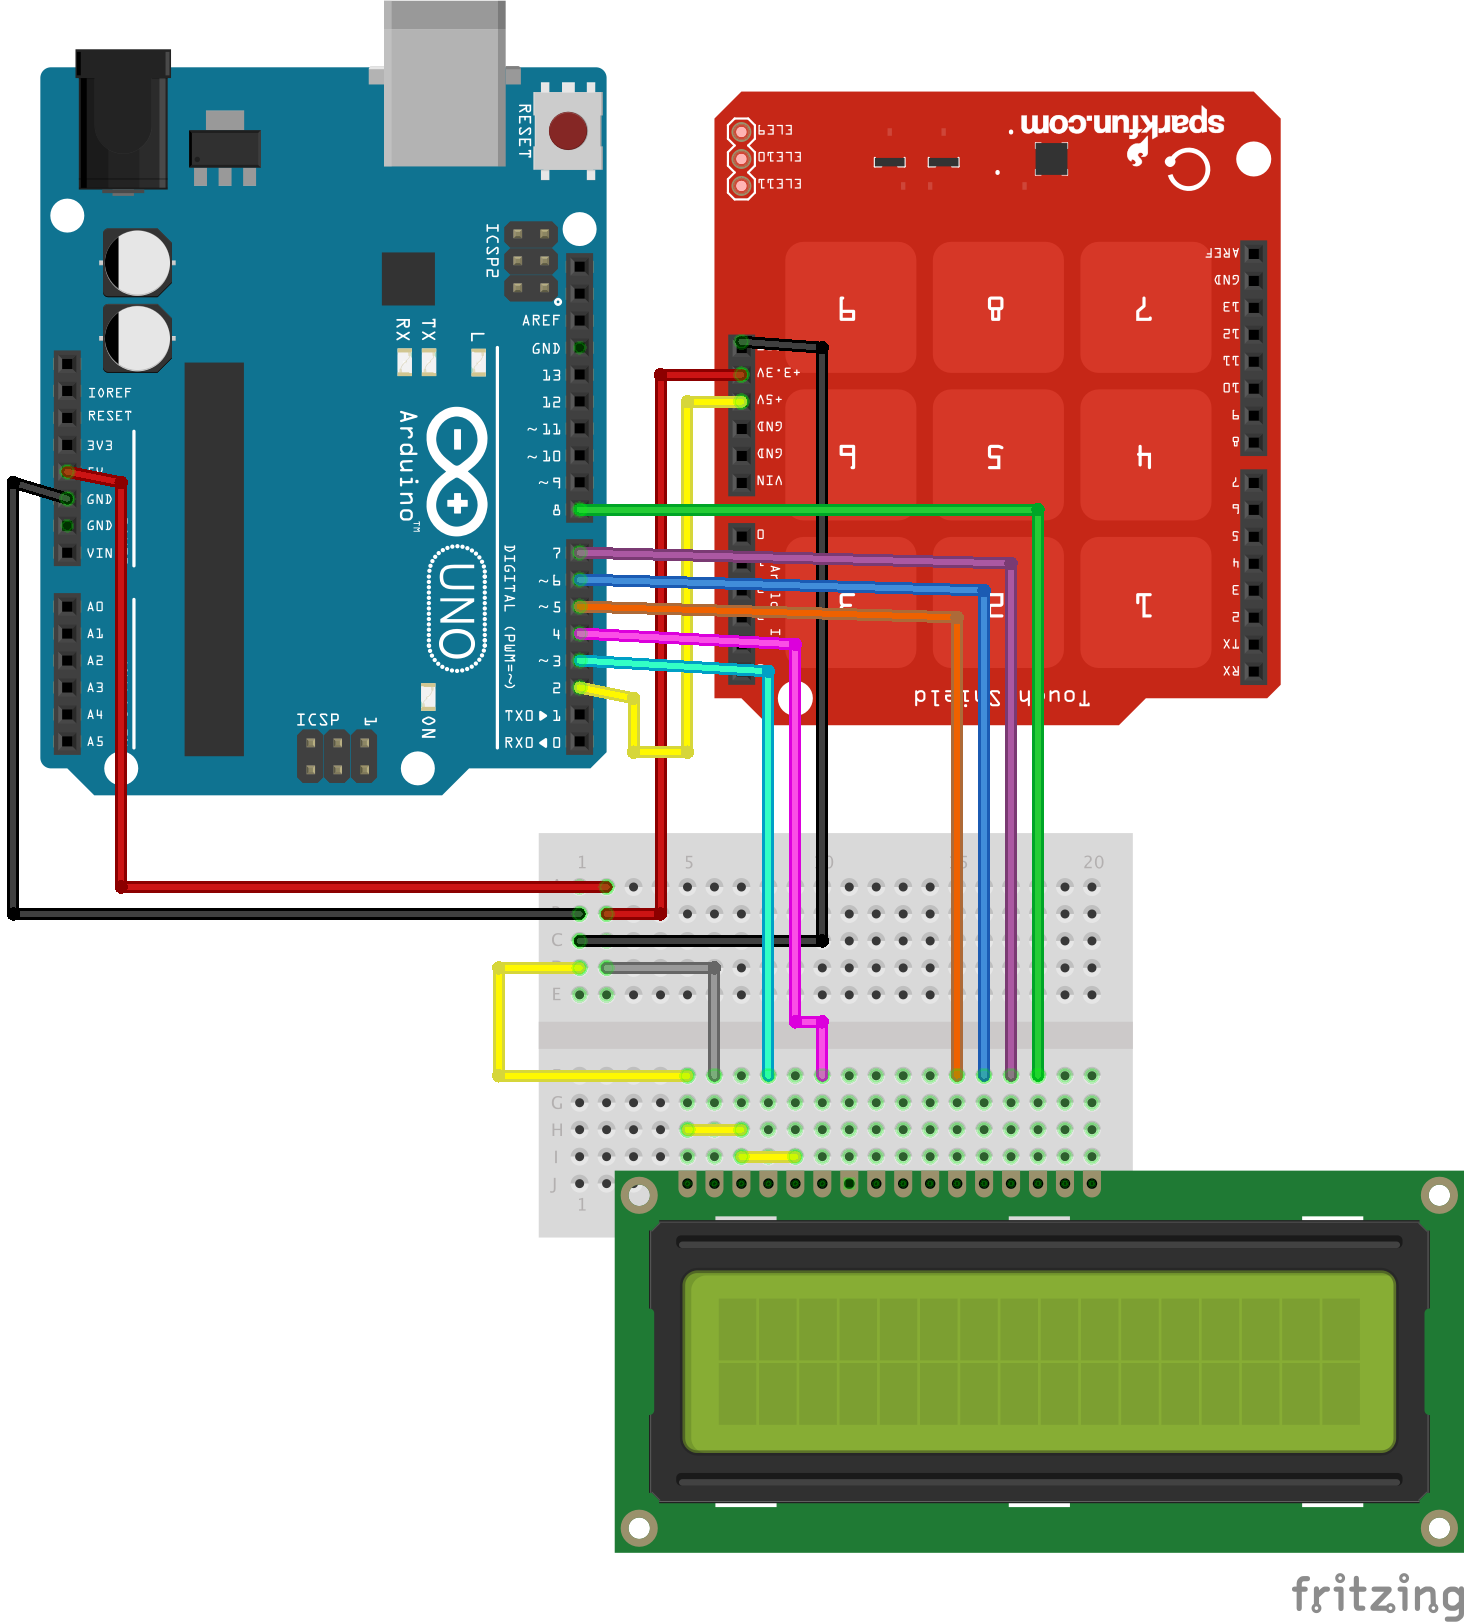 RESET
ICSP2
AREF
GND
13
12
~11
~10
~9
8
7
~6
~5
4
~3
2
TX0▶1
RX0◀0
DIGITAL (PWM=~)
RX
TX
L
Arduino™
UNO
ON
ICSP
1
IOREF
RESET
3V3
5V
GND
GND
VIN
A0
A1
A2
A3
A4
A5
sparkfun.com
ELE9
ELE10
ELE11
9
8
7
6
5
4
3
2
1
+3.3V
+5V
GND
GND
VIN
0
AREF
GND
13
12
11
10
9
8
7
6
5
4
3
2
TX
RX
Touch Shield
1
5
10
15
20
C
E
G
H
I
J
1
fritzing